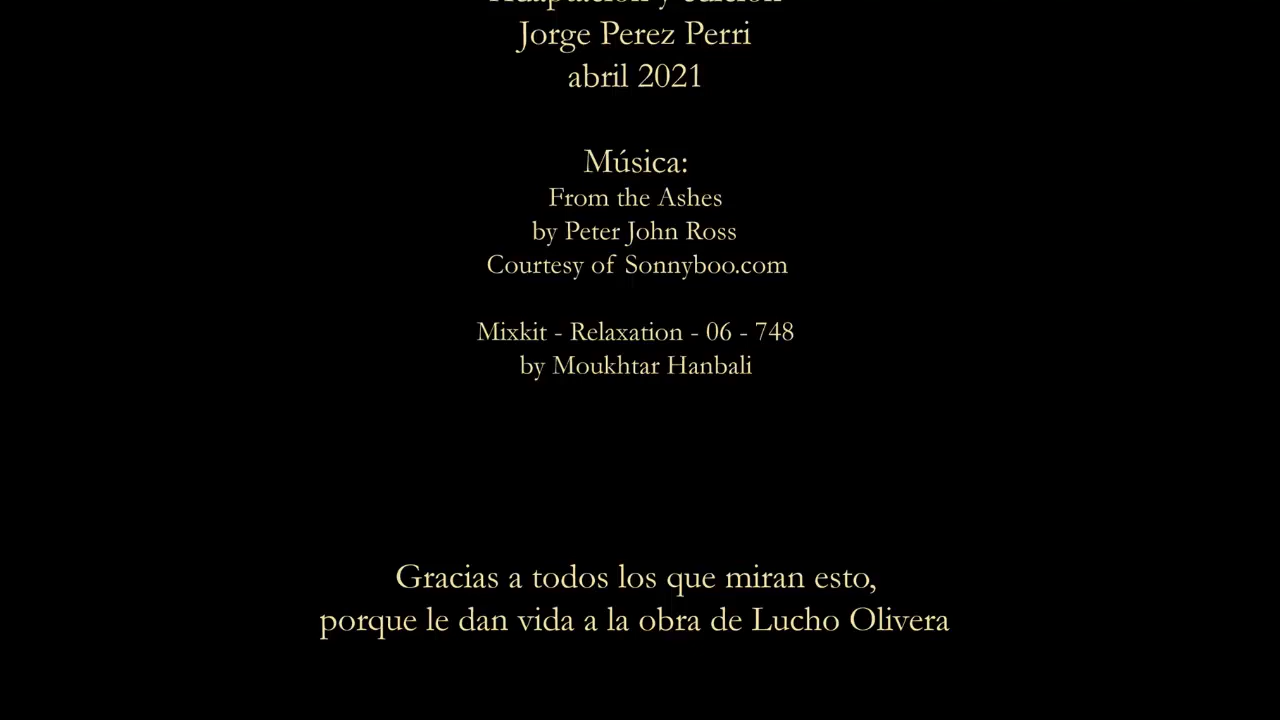 Adaptación y edición
Jorge Perez Perri
abril 2021
Música:
From the Ashes
by Peter John Ross
Courtesy of Sonnyboo.com
Mixkit - Relaxation - 06 - 748
by Moukhtar Hanbali
Gracias a todos los que miran esto,
porque le dan vida a la obra de Lucho Olivera